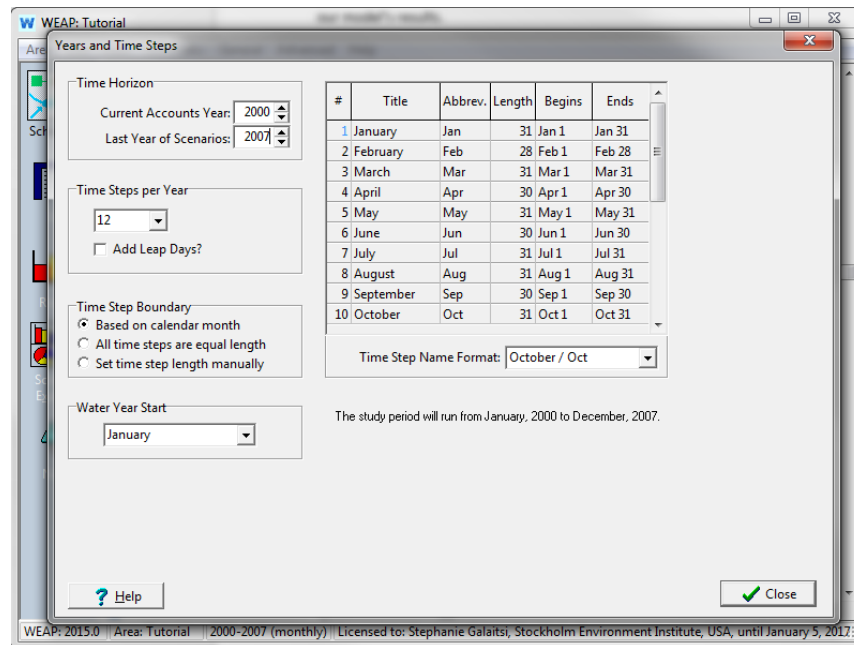 our model's results.
W WEAP: Tutorial
Are
Help
Years and Time Steps
Sch
Time Horizon
Current Accounts Year: 2000
Last Year of Scenarios: 2007
Time Steps per Year
12
Add Leap Days?
Time Step Boundary
Based on calendar month
All time steps are equal length
Set time step length manually
Water Year Start
January
# Title Abbrev. Length Begins Ends
1 January Jan 31 Jan 1 Jan 31
2 February Feb 28 Feb 1 Feb 28
3 March Mar 31 Mar 1 Mar 31
4 April Apr 30 Apr 1 Apr 30
5 May May 31 May 1 May 31
6 June Jun 30 Jun 1 Jun 30
7 July Jul 31 Jul 1 Jul 31
8 August Aug 31 Aug 1 Aug 31
9 September Sep 30 Sep 1 Sep 30
10 October Oct 31 Oct 1 Oct 31
Time Step Name Format: October / Oct
The study period will run from January, 2000 to December, 2007.
? Help
Close
WEAP: 2015.0 Area: Tutorial 2000-2007 (monthly) Licensed to: Stephanie Galaitsi, Stockholm Environment Institute, USA, until January 5, 2017